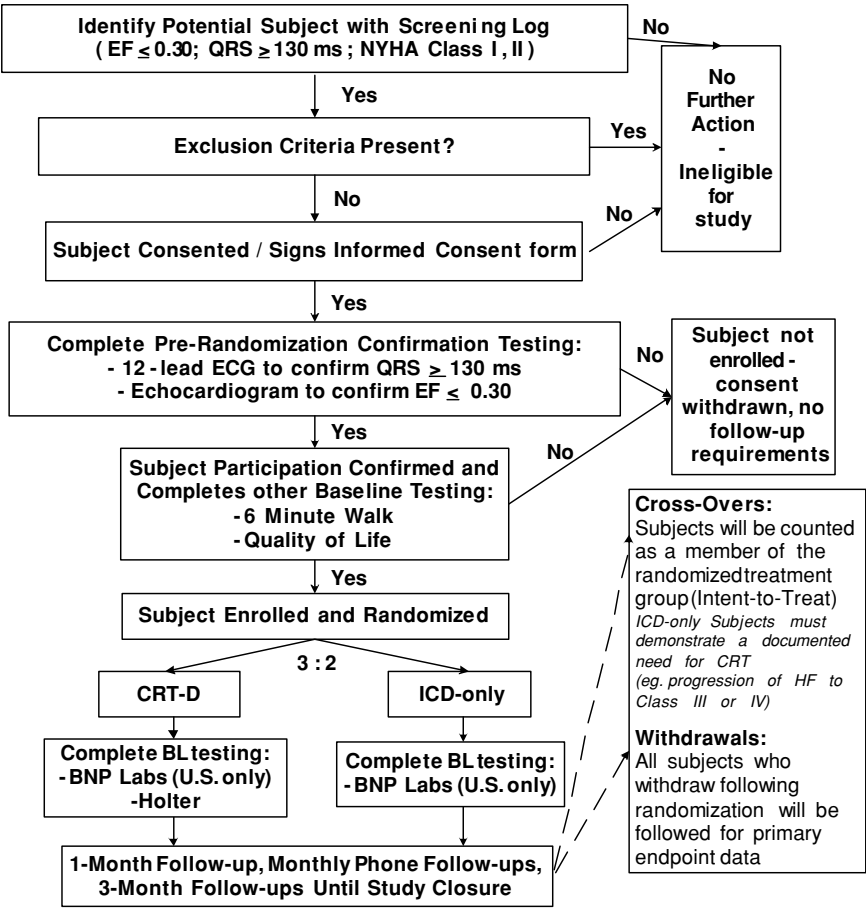 Identify Potential Subject with Screening Log
( EF ≤ 0.30; QRS ≥ 130 ms ; NYHA Class I , II )
No
Yes
No
Further
Action
-
Ineligible
for
study
Exclusion Criteria Present ?
Yes
No
No
Subject Consented / Signs Informed Consent form
Yes
Complete Pre-Randomization Confirmation Testing:
- 12 - lead ECG to confirm QRS ≥ 130 ms
- Echocardiogram to confirm EF ≤ 0.30
No
Subject not
enrolled -
consent
withdrawn, no
follow-up
requirements
Yes
Subject Participation Confirmed and
Completes other Baseline Testing:
- 6 Minute Walk
- Quality of Life
No
Yes
Subject Enrolled and Randomized
3 : 2
CRT-D
ICD-only
Complete BL testing:
- BNP Labs (U.S. only)
-Holter
Complete BL testing:
- BNP Labs (U.S. only)
1-Month Follow-up, Monthly Phone Follow-ups,
3-Month Follow-ups Until Study Closure
Cross-Overs:
Subjects will be counted
as a member of the
randomized treatment
group (Intent-to-Treat)
ICD-only Subjects must
demonstrate a documented
need for CRT
(eg. progression of HF to
Class III or IV)
Withdrawals:
All subjects who
withdraw following
randomization will be
followed for primary
endpoint data